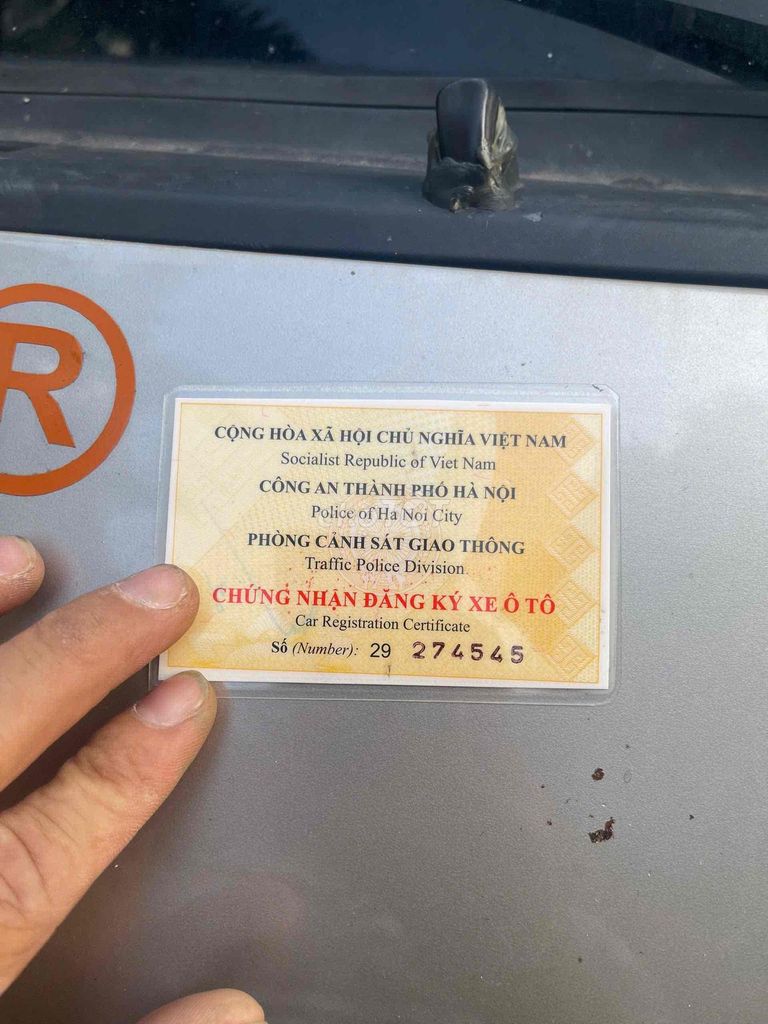 R
CỘNG HÒA XÃ HỘI CHỦ NGHĨA VIỆT NAM
Socialist Republic of Viet Nam
CÔNG AN THÀNH PHỐ HÀ NỘI
Police of Ha Noi City
PHÒNG CẢNH SÁT GIAO THÔNG
Traffic Police Division
CHỨNG NHẬN ĐĂNG KÝ XE Ô TÔ
Car Registration Certificate
Số (Number): 29 274545